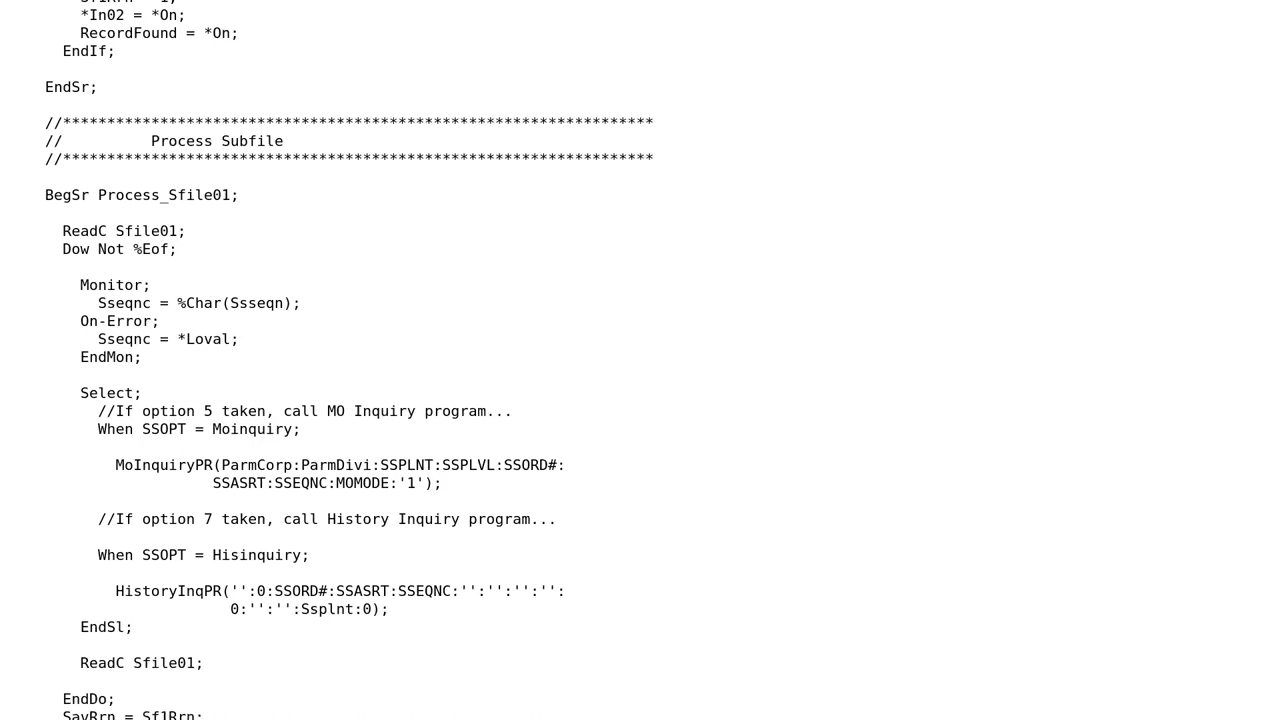 *In02 = *On;
RecordFound = *On;
EndIf;
EndSr;
//*******************************************************************
//          Process Subfile
//*******************************************************************
BegSr Process_Sfile01;
ReadC Sfile01;
Dow Not %Eof;
Monitor;
Sseqnc = %Char(Ssseqn);
On-Error;
Sseqnc = *Loval;
EndMon;
Select;
//If option 5 taken, call MO Inquiry program...
When SSOPT = Moinquiry;
MoInquiryPR(ParmCorp:ParmDivi:SSPLNT:SSPLVL:SSORD#:
SSASRT:SSEQNC:MOMODE:'1');
//If option 7 taken, call History Inquiry program...
When SSOPT = Hisinquiry;
HistoryInqPR('':0:SSORD#:SSASRT:SSEQNC:'':'':'':'':
0:'':'':Ssplnt:0);
EndSl;
ReadC Sfile01;
EndDo;
SavRrn = Sf1Rrn;